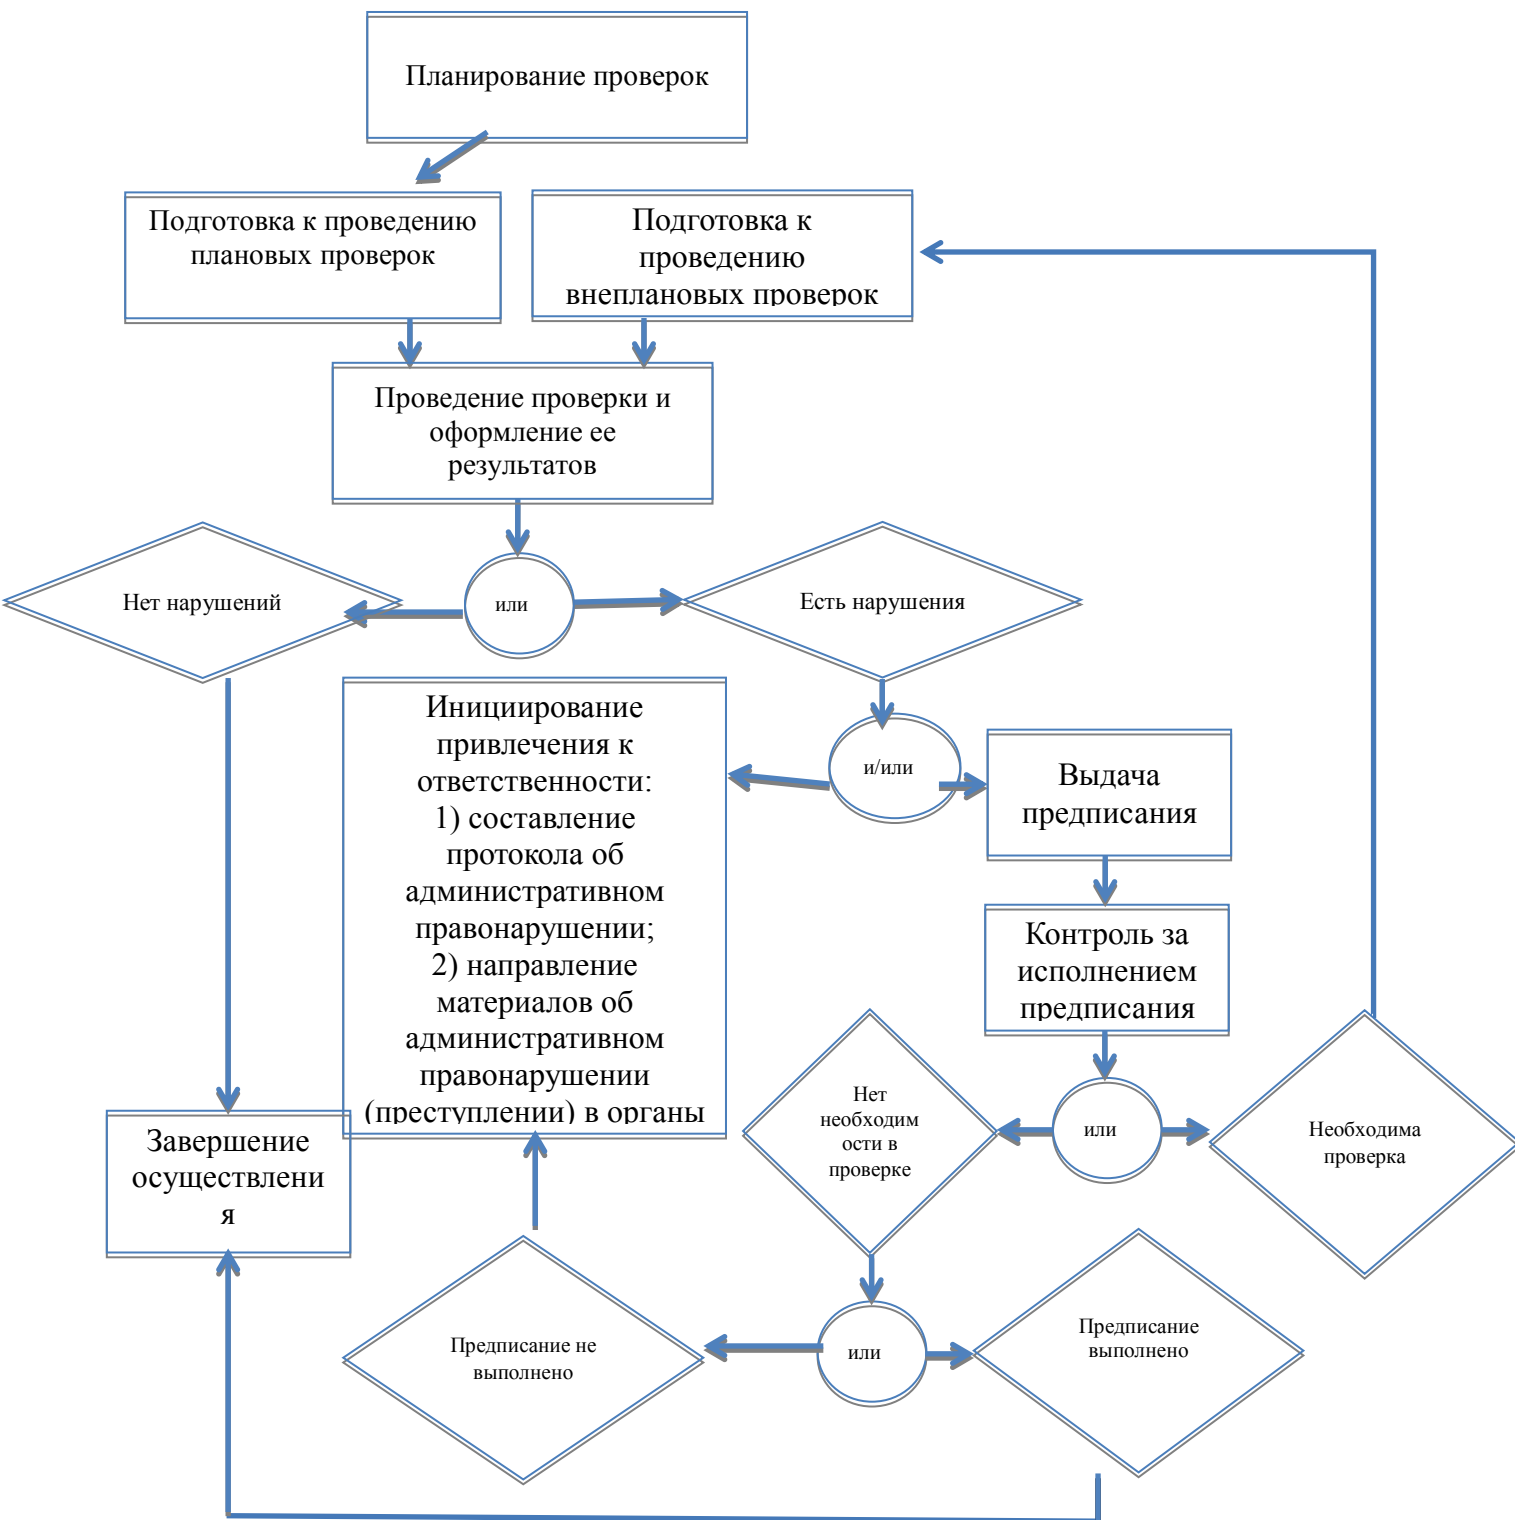 Планирование проверок
Подготовка к проведению
плановых проверок
Подготовка к
проведению
внеплановых проверок
Проведение проверки и
оформление ее
результатов
Нет нарушений
или
Есть нарушения
Инициирование
привлечения к
ответственности:
1) составление
протокола об
административном
правонарушении;
2) направление
материалов об
административном
правонарушении
(преступлении) в органы
и/или
Выдача
предписания
Контроль за
исполнением
предписания
Нет
необходим
ости в
проверке
или
Необходима
проверка
Завершение
осуществлени
я
Предписание не
выполнено
или
Предписание
выполнено